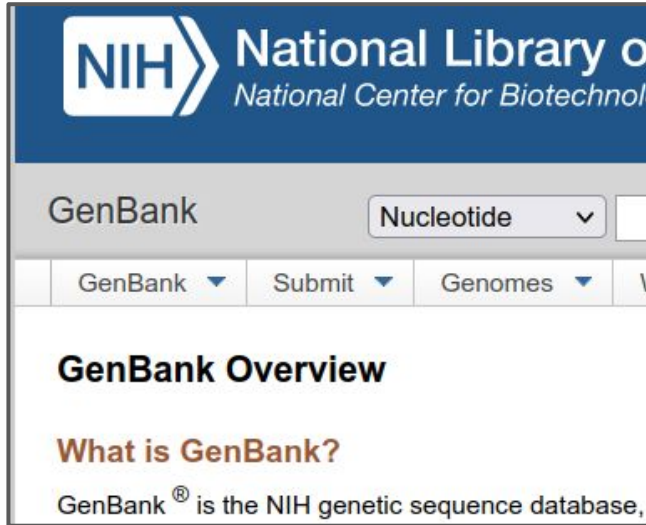 NIH
National Library o
National Center for Biotechnol
GenBank
Nucleotide
GenBank Submit Genomes
GenBank Overview
What is GenBank?
GenBank ® is the NIH genetic sequence database,